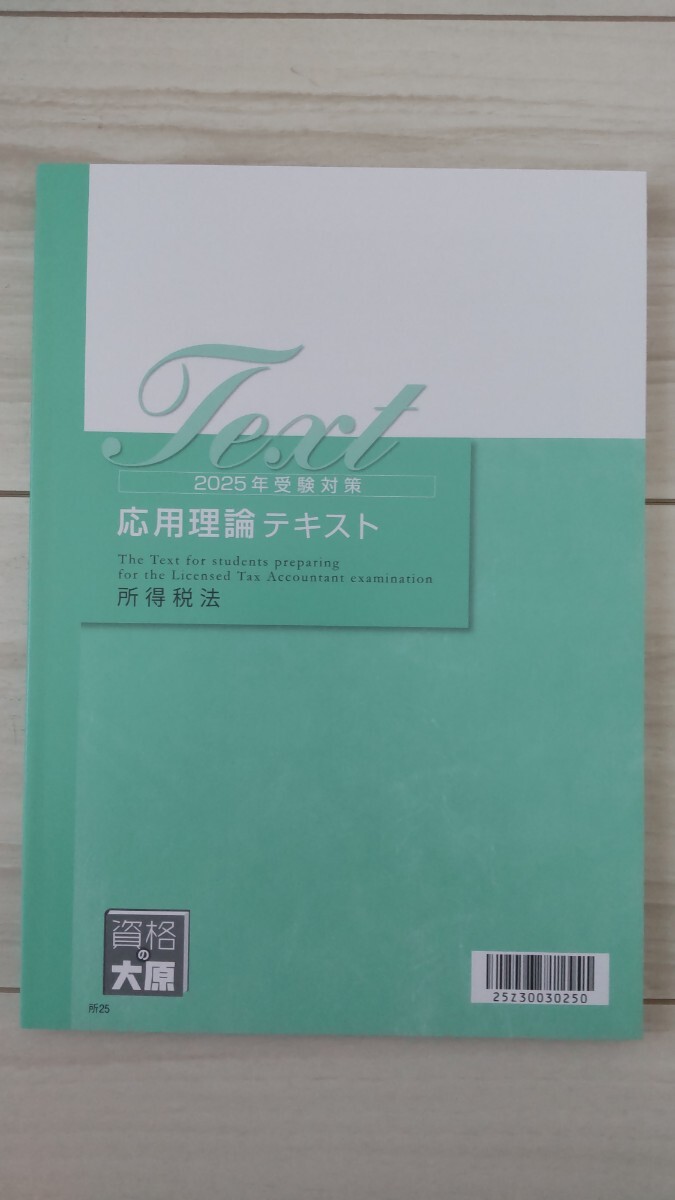 Text
2025年受験対策
応用理論テキスト
The Text for students preparing
for the Licensed Tax Accountant examination
所得税法
資格
の
大原
所25
25Z30030250